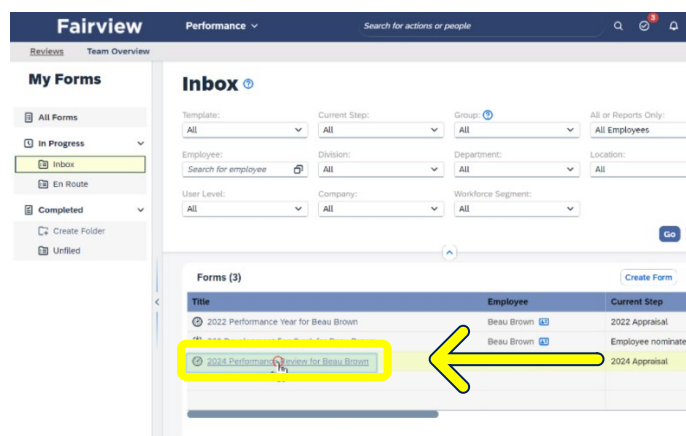 Fairview
Performance
Search for actions or people
3
Reviews
Team Overview
My Forms
All Forms
In Progress
Inbox
En Route
Completed
Create Folder
Unfiled
Inbox
Template:
Current Step:
Group:
All or Reports Only:
All
All
All
All Employees
Employee:
Division:
Department:
Location:
Search for employee
All
All
All
User Level:
Company:
Workforce Segment:
All
All
All
Go
Forms (3)
Create Form
Title
Employee
Current Step
2022 Performance Year for Beau Brown
Beau Brown
2022 Appraisal
Beau Brown
Employee nominate
2024 Performance Review for Beau Brown
2024 Appraisal